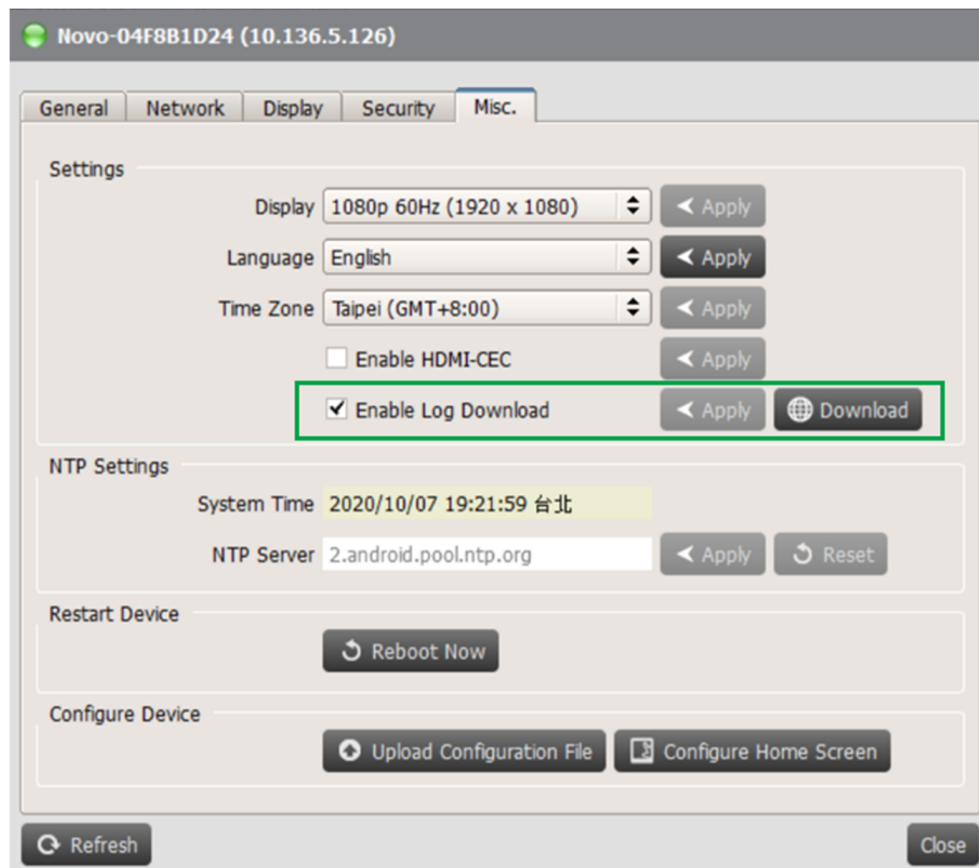 Novo-04F8B1D24 (10.136.5.126)
General Network Display Security Misc.
Settings
Display 1080p 60Hz (1920 x 1080) Apply
Language English Apply
Time Zone Taipei (GMT+8:00) Apply
Enable HDMI-CEC Apply
Enable Log Download Apply Download
NTP Settings
System Time 2020/10/07 19:21:59 台北
NTP Server 2.android.pool.ntp.org Apply Reset
Restart Device
Reboot Now
Configure Device
Upload Configuration File Configure Home Screen
Refresh Close